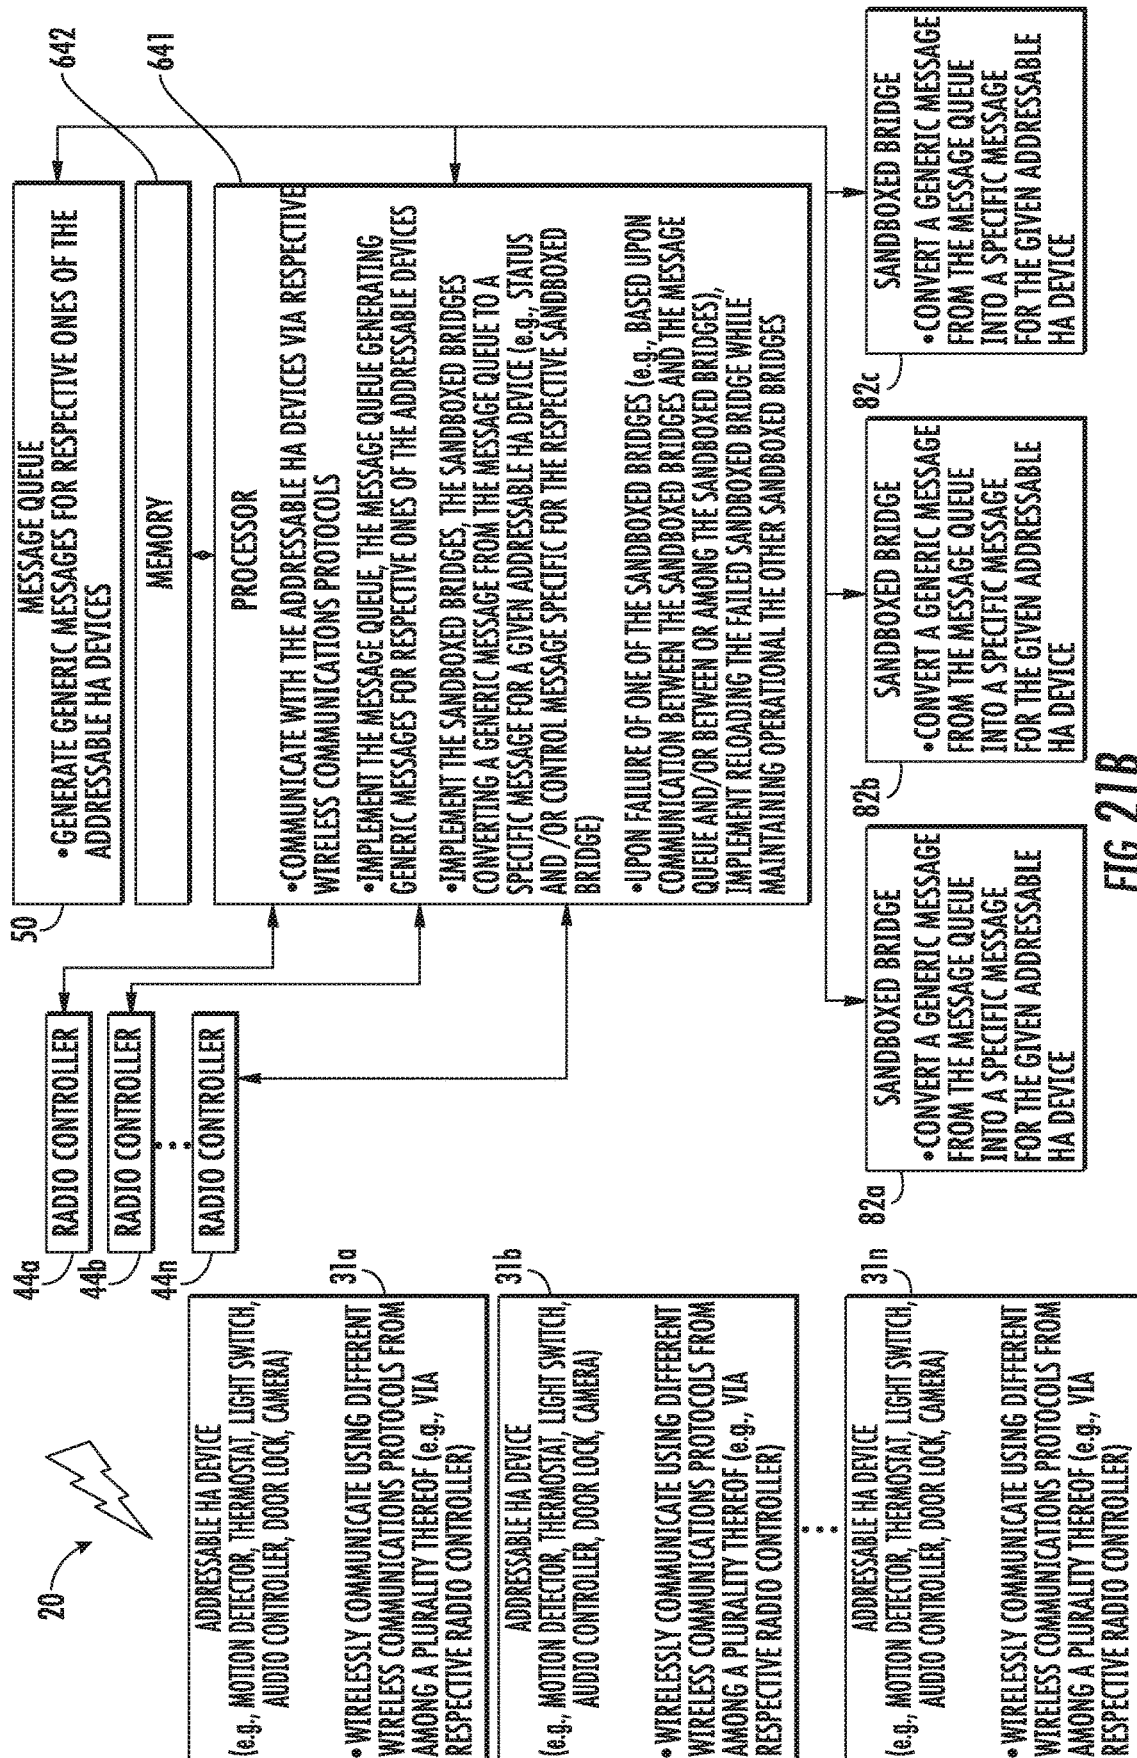 20
ADDRESSABLE HA DEVICE
(e.g., MOTION DETECTOR, THERMOSTAT, LIGHT SWITCH,
AUDIO CONTROLLER, DOOR LOCK, CAMERA)
• WIRELESSLY COMMUNICATE USING DIFFERENT
WIRELESS COMMUNICATIONS PROTOCOLS FROM
AMONG A PLURALITY THEREOF (e.g., VIA
RESPECTIVE RADIO CONTROLLER)
31a
ADDRESSABLE HA DEVICE
(e.g., MOTION DETECTOR, THERMOSTAT, LIGHT SWITCH,
AUDIO CONTROLLER, DOOR LOCK, CAMERA)
• WIRELESSLY COMMUNICATE USING DIFFERENT
WIRELESS COMMUNICATIONS PROTOCOLS FROM
AMONG A PLURALITY THEREOF (e.g., VIA
RESPECTIVE RADIO CONTROLLER)
31b
ADDRESSABLE HA DEVICE
(e.g., MOTION DETECTOR, THERMOSTAT, LIGHT SWITCH,
AUDIO CONTROLLER, DOOR LOCK, CAMERA)
• WIRELESSLY COMMUNICATE USING DIFFERENT
WIRELESS COMMUNICATIONS PROTOCOLS FROM
AMONG A PLURALITY THEREOF (e.g., VIA
RESPECTIVE RADIO CONTROLLER)
31n
44a
RADIO CONTROLLER
44b
RADIO CONTROLLER
44n
RADIO CONTROLLER
50
MESSAGE QUEUE
•GENERATE GENERIC MESSAGES FOR RESPECTIVE ONES OF THE
ADDRESSABLE HA DEVICES
MEMORY
642
PROCESSOR
641
•COMMUNICATE WITH THE ADDRESSABLE HA DEVICES VIA RESPECTIVE
WIRELESS COMMUNICATIONS PROTOCOLS
•IMPLEMENT THE MESSAGE QUEUE, THE MESSAGE QUEUE GENERATING
GENERIC MESSAGES FOR RESPECTIVE ONES OF THE ADDRESSABLE DEVICES
•IMPLEMENT THE SANDBOXED BRIDGES, THE SANDBOXED BRIDGES
CONVERTING A GENERIC MESSAGE FROM THE MESSAGE QUEUE TO A
SPECIFIC MESSAGE FOR A GIVEN ADDRESSABLE HA DEVICE (e.g., STATUS
AND /OR CONTROL MESSAGE SPECIFIC FOR THE RESPECTIVE SANDBOXED
BRIDGE)
•UPON FAILURE OF ONE OF THE SANDBOXED BRIDGES (e.g., BASED UPON
COMMUNICATION BETWEEN THE SANDBOXED BRIDGES AND THE MESSAGE
QUEUE AND/OR BETWEEN OR AMONG THE SANDBOXED BRIDGES),
IMPLEMENT RELOADING THE FAILED SANDBOXED BRIDGE WHILE
MAINTAINING OPERATIONAL THE OTHER SANDBOXED BRIDGES
82a
SANDBOXED BRIDGE
•CONVERT A GENERIC MESSAGE
FROM THE MESSAGE QUEUE
INTO A SPECIFIC MESSAGE
FOR THE GIVEN ADDRESSABLE
HA DEVICE
82b
SANDBOXED BRIDGE
•CONVERT A GENERIC MESSAGE
FROM THE MESSAGE QUEUE
INTO A SPECIFIC MESSAGE
FOR THE GIVEN ADDRESSABLE
HA DEVICE
82c
SANDBOXED BRIDGE
•CONVERT A GENERIC MESSAGE
FROM THE MESSAGE QUEUE
INTO A SPECIFIC MESSAGE
FOR THE GIVEN ADDRESSABLE
HA DEVICE
FIG. 21B